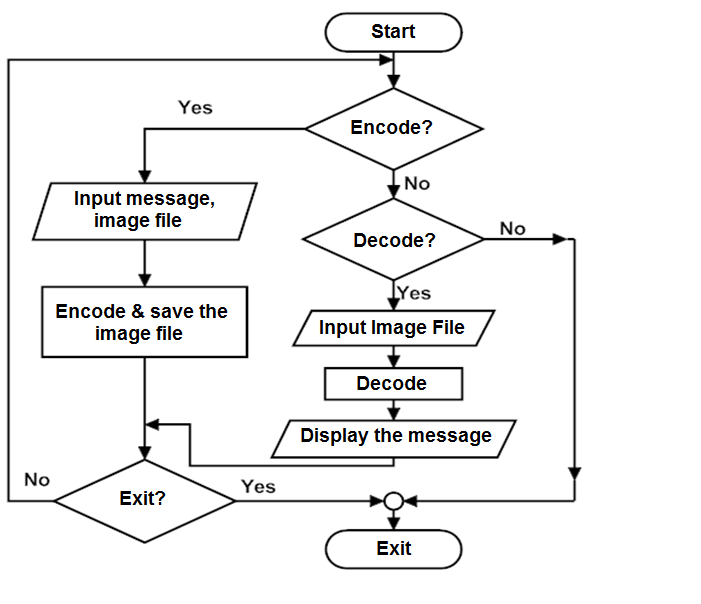 Start
Yes
Encode?
No
Input message,
image file
Decode?
No
Yes
Encode & save the
image file
Input Image File
Decode
Display the message
No
Exit?
Yes
Exit